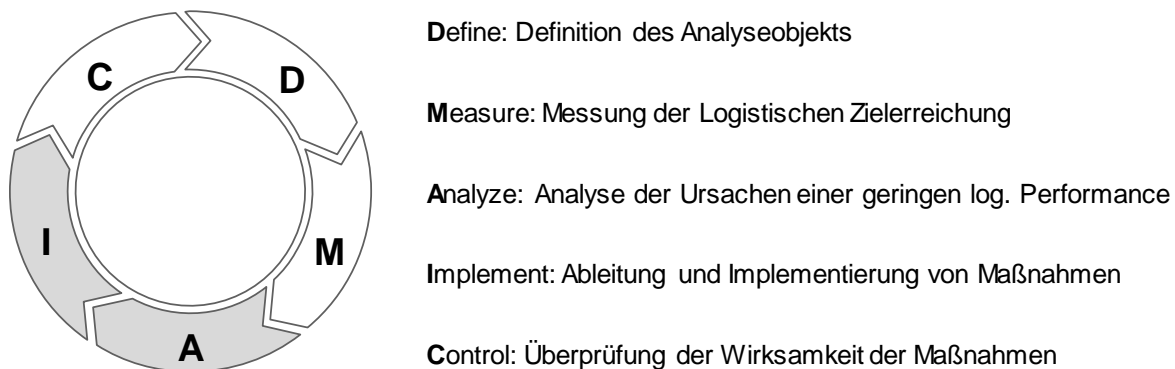 C
D
I
M
A
Define: Definition des Analyseobjekts
Measure: Messung der Logistischen Zielerreichung
Analyze: Analyse der Ursachen einer geringen log. Performance
Implement: Ableitung und Implementierung von Maßnahmen
Control: Überprüfung der Wirksamkeit der Maßnahmen